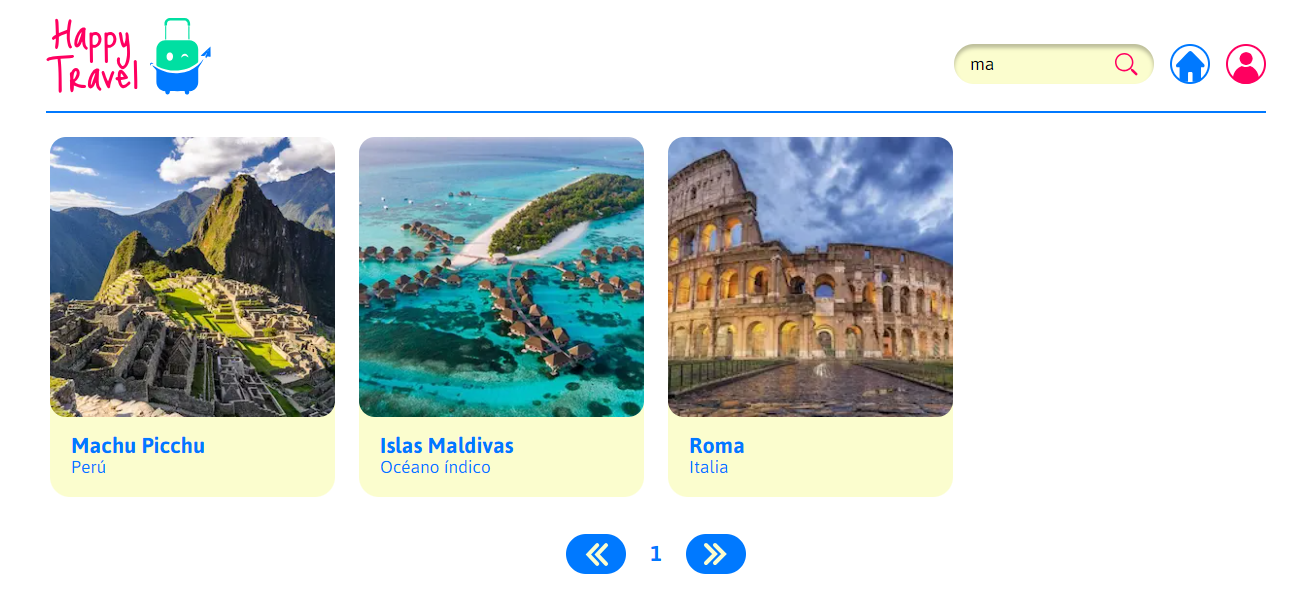 Happy
Travel
ma
Machu Picchu
Perú
Islas Maldivas
Océano índico
Roma
Italia
1